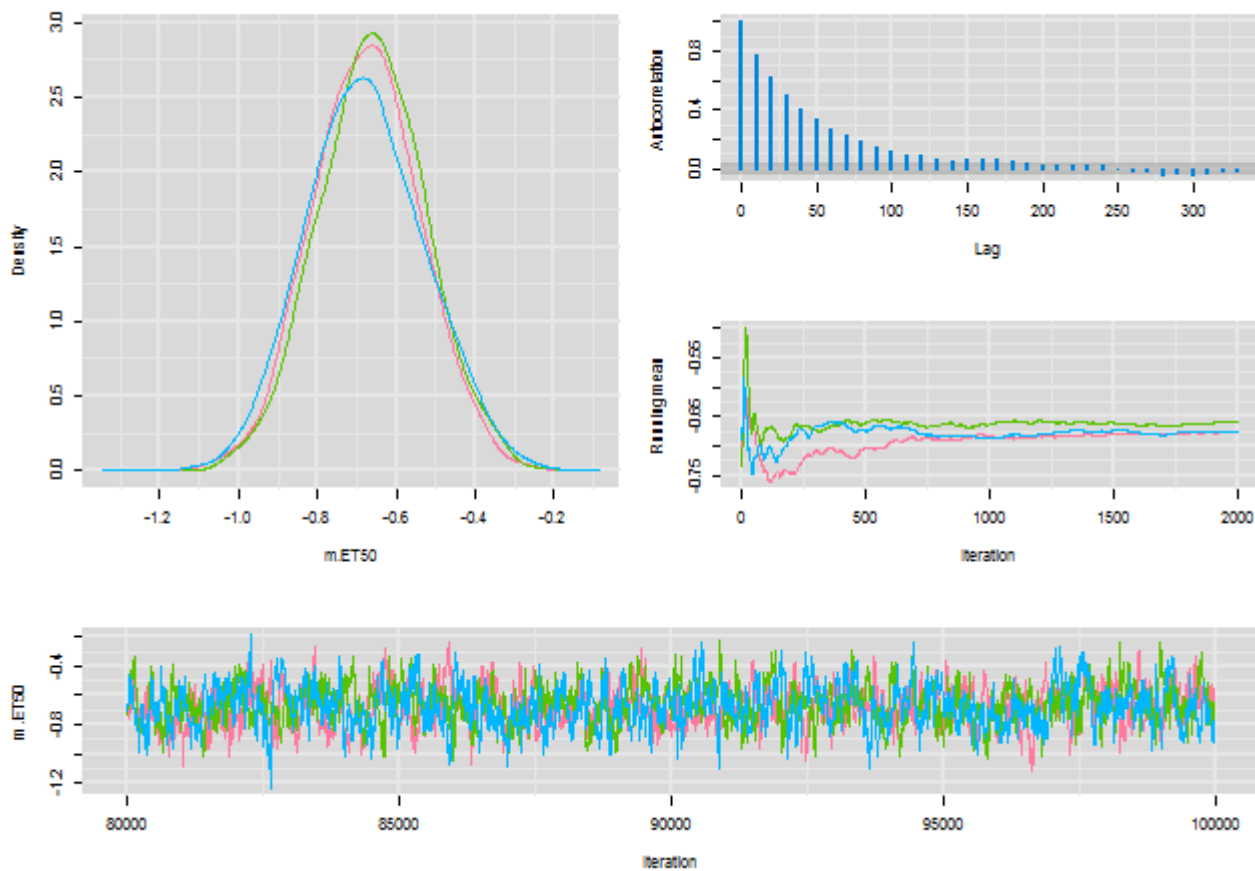 Density
0.0 0.5 1.0 1.5 2.0 2.5 3.0
-1.2 -1.0 -0.8 -0.6 -0.4 -0.2
m.ET50
Autocorrelation
0.0 0.4 0.8
0 50 100 150 200 250 300
Lag
Running mean
-0.75 -0.65 -0.55
0 500 1000 1500 2000
Iteration
m.ET50
-1.2 -0.8 -0.4
80000 85000 90000 95000 100000
Iteration